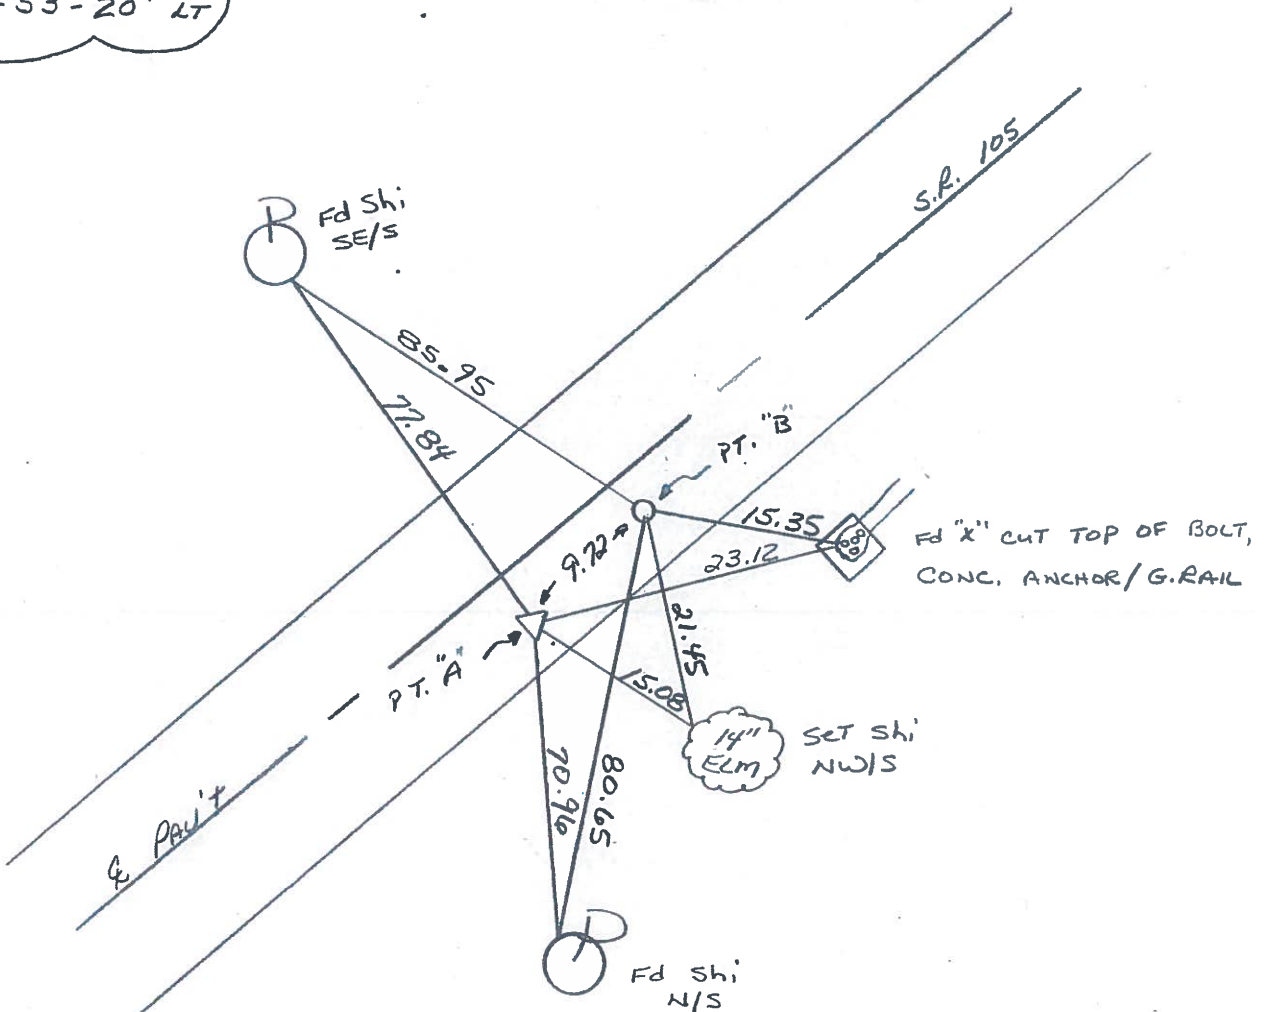 -53-20" LT
Fd Shi
SE/S
S.R. 105
85.95
77.84
PT. "B"
9.72
15.35
23.12
Fd "X" CUT TOP OF BOLT,
CONC. ANCHOR/G.RAIL
PT. "A"
21.45
15.08
14"
ELM
SET Shi
NW/S
70.96
80.65
℄ PAV'T
Fd Shi
N/S